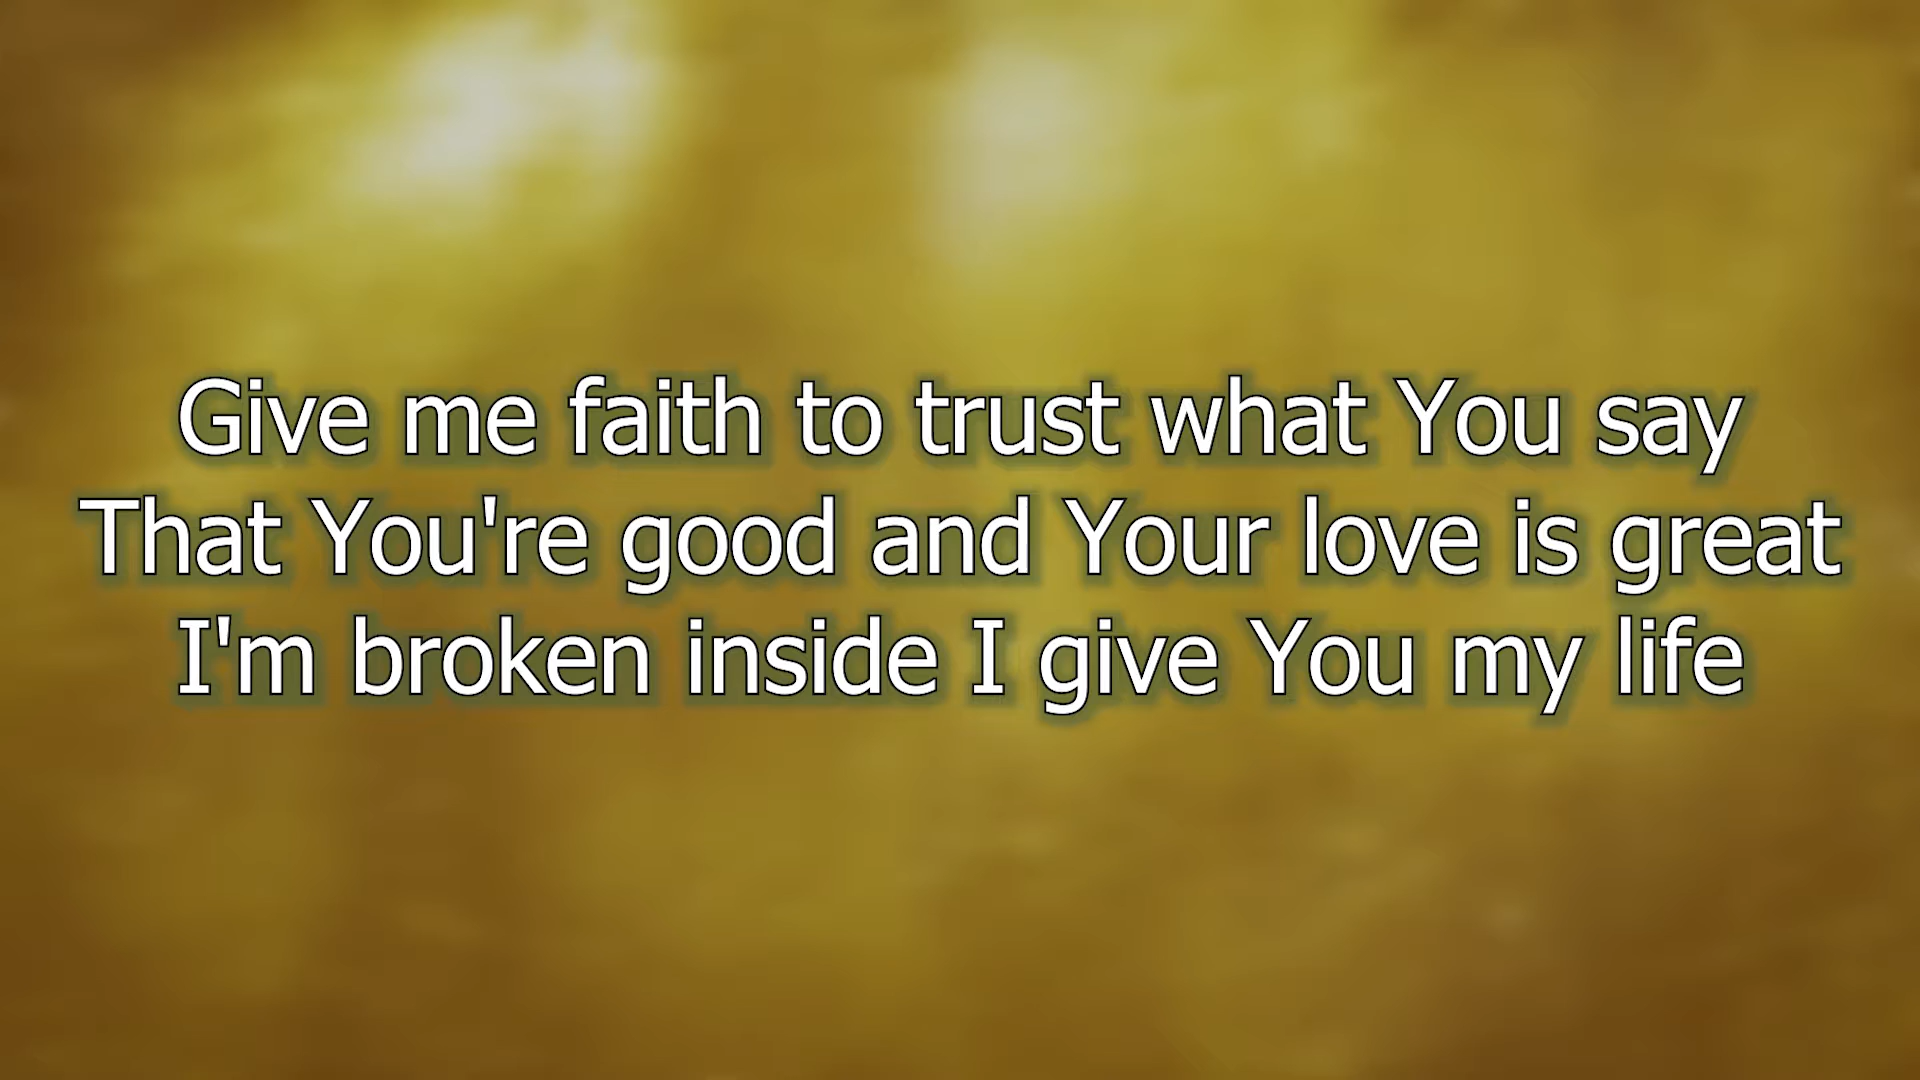 Give me faith to trust what You say
That You're good and Your love is great
I'm broken inside I give You my life